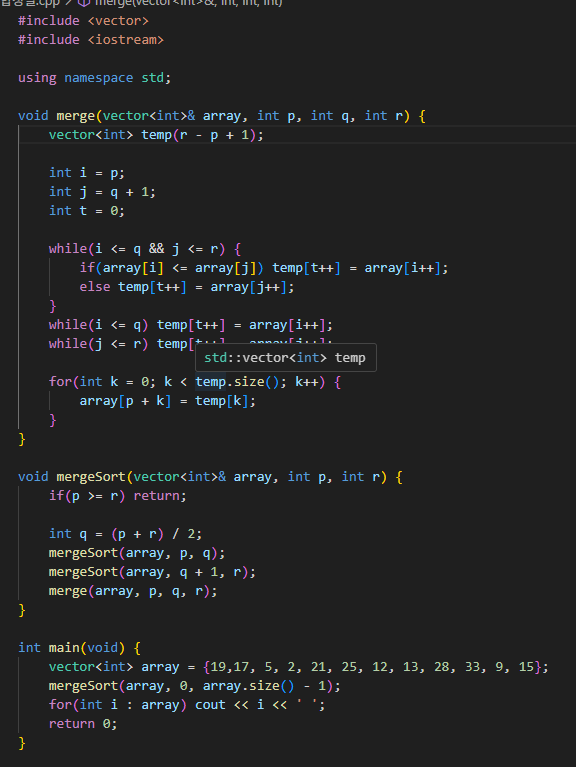 합성글.cpp > merge(vector<int>&, int, int, int)
#include <vector>
#include <iostream>
using namespace std;
void merge(vector<int>& array, int p, int q, int r) {
vector<int> temp(r - p + 1);
int i = p;
int j = q + 1;
int t = 0;
while(i <= q && j <= r) {
if(array[i] <= array[j]) temp[t++] = array[i++];
else temp[t++] = array[j++];
}
while(i <= q) temp[t++] = array[i++];
while(j <= r) temp[t++] = array[j++];
std::vector<int> temp
for(int k = 0; k < temp.size(); k++) {
array[p + k] = temp[k];
}
}
void mergeSort(vector<int>& array, int p, int r) {
if(p >= r) return;
int q = (p + r) / 2;
mergeSort(array, p, q);
mergeSort(array, q + 1, r);
merge(array, p, q, r);
}
int main(void) {
vector<int> array = {19,17, 5, 2, 21, 25, 12, 13, 28, 33, 9, 15};
mergeSort(array, 0, array.size() - 1);
for(int i : array) cout << i << ' ';
return 0;
}